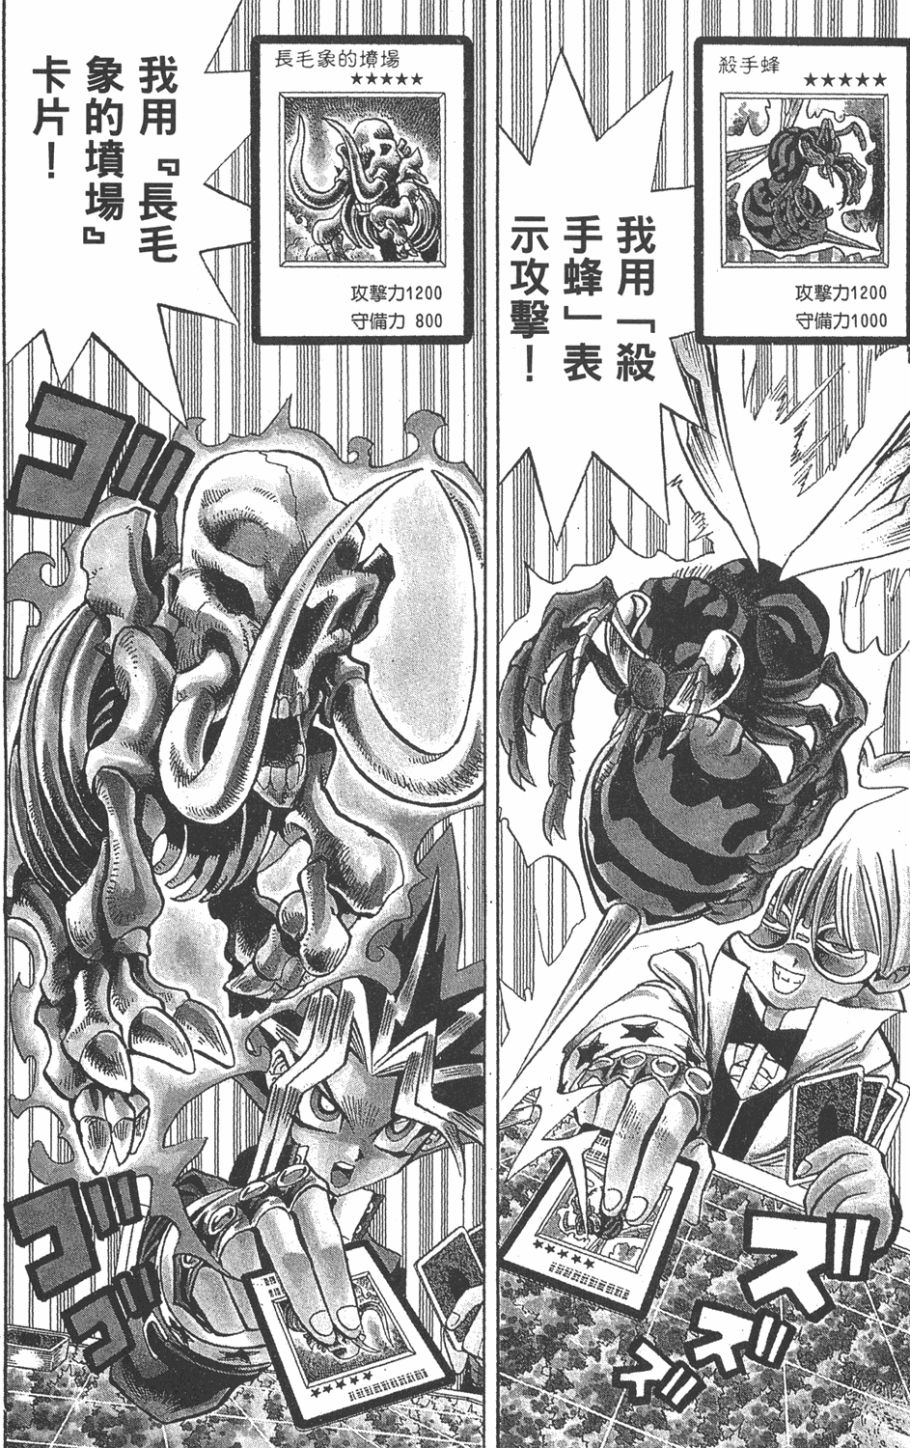 殺手蜂
★★★★★
攻擊力1200
守備力1000
我用「殺
手蜂」表
示攻擊！
ズズズ
長毛象的墳場
★★★★★
攻擊力1200
守備力 800
我用『長毛
象的墳場』
卡片！
ゴゴゴ